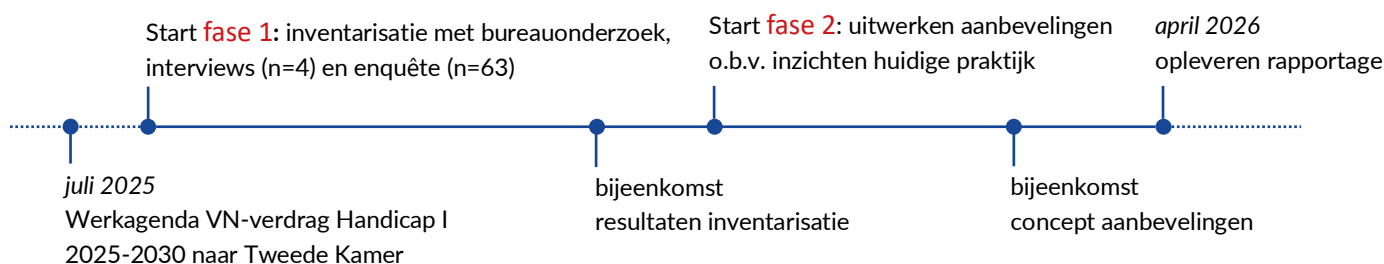 Start fase 1: inventarisatie met bureauonderzoek,
interviews (n=4) en enquête (n=63)
Start fase 2: uitwerken aanbevelingen
o.b.v. inzichten huidige praktijk
april 2026
opleveren rapportage
juli 2025
Werkagenda VN-verdrag Handicap I
2025-2030 naar Tweede Kamer
bijeenkomst
resultaten inventarisatie
bijeenkomst
concept aanbevelingen